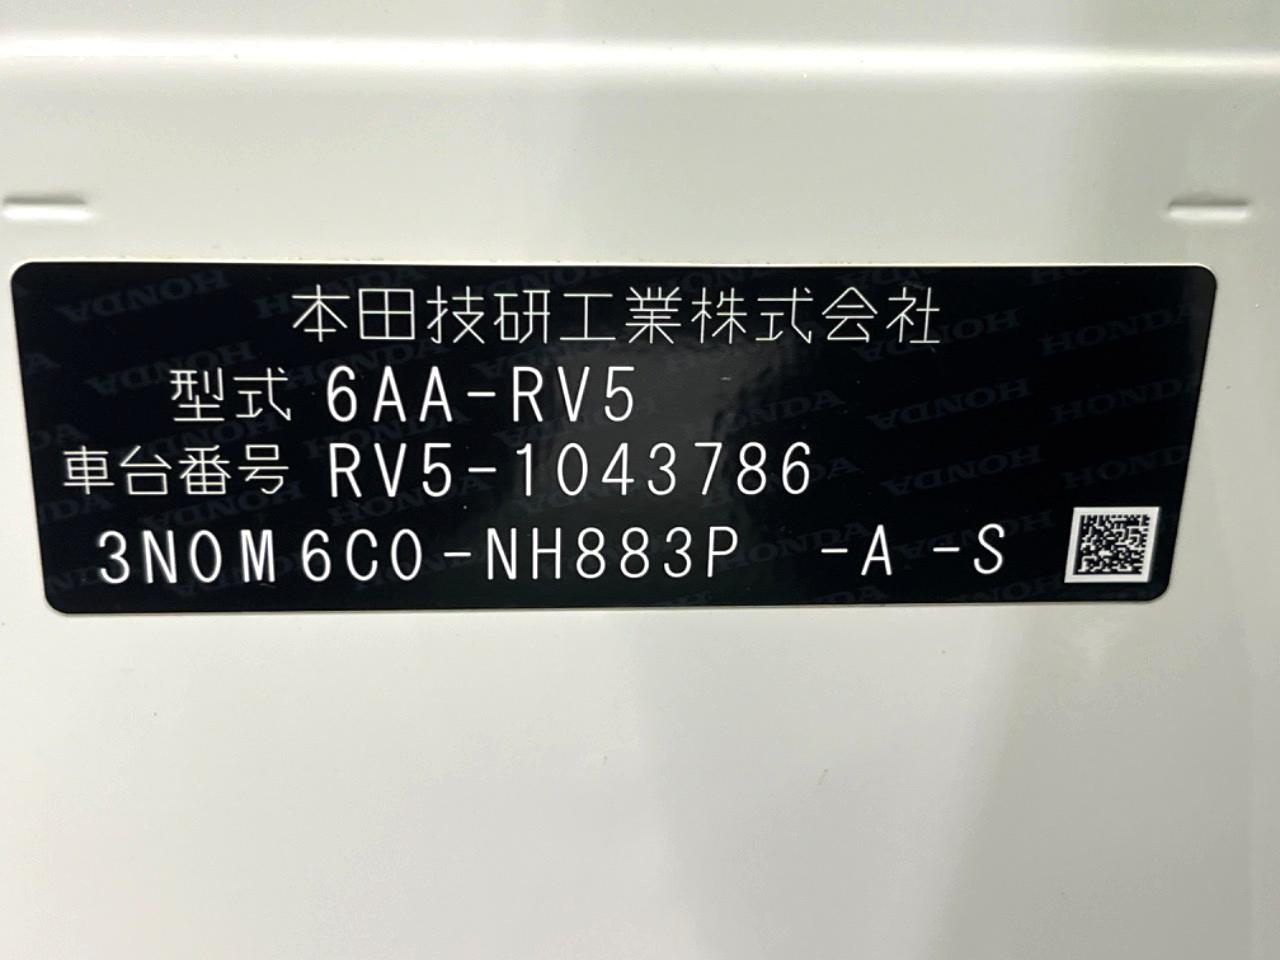 本田技研工業株式会社
型式 6AA-RV5
車台番号 RV5-1043786
3N0M6C0-NH883P -A -S